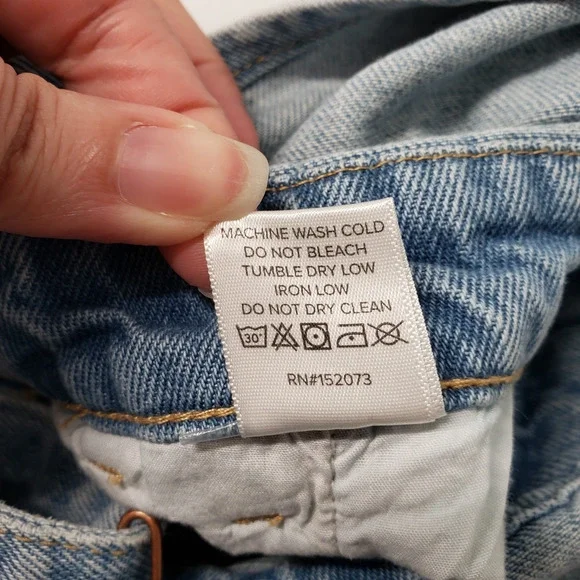 MACHINE WASH COLD
DO NOT BLEACH
TUMBLE DRY LOW
IRON LOW
DO NOT DRY CLEAN
30°
RN#152073